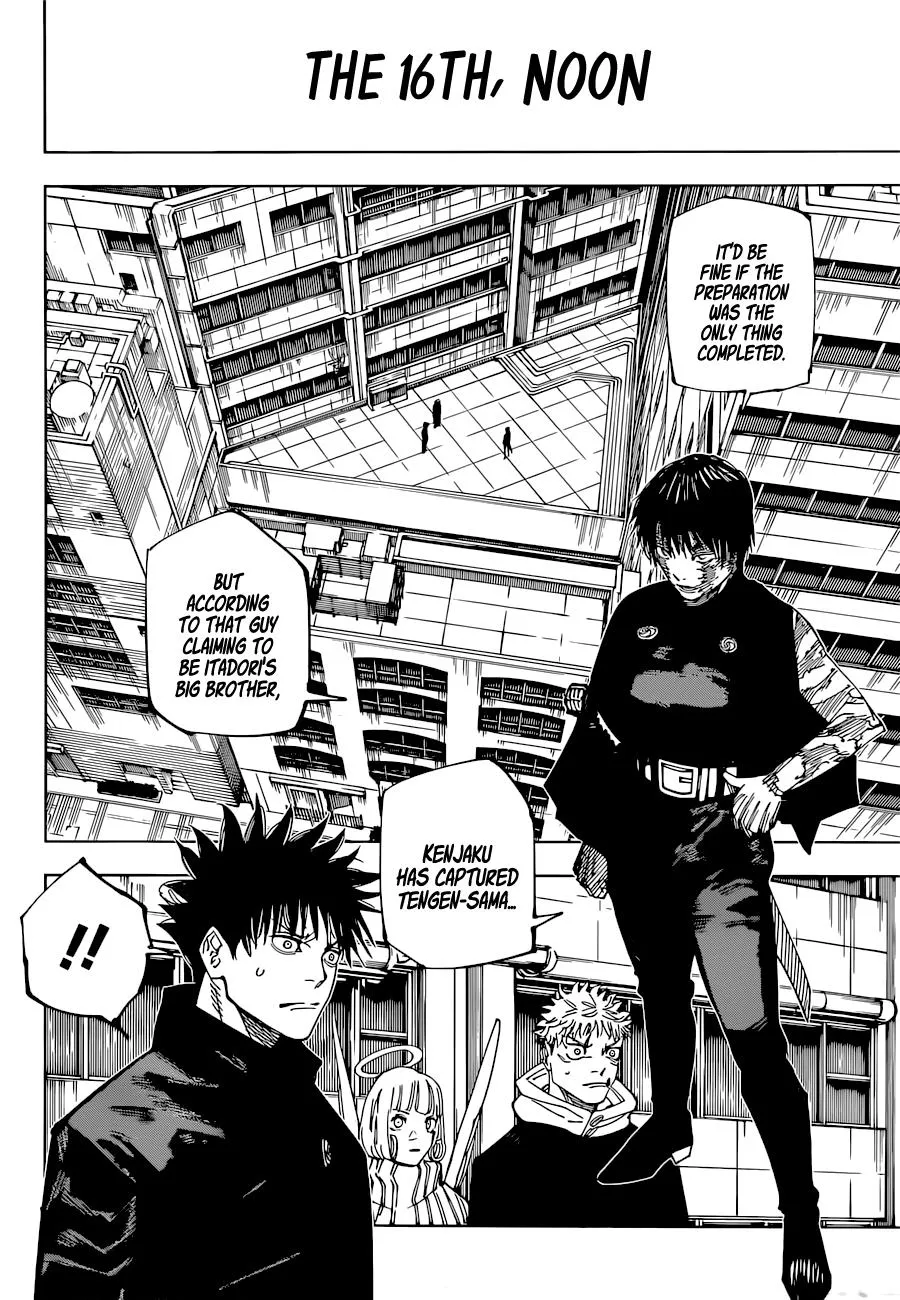 THE 16TH, NOON
IT'D BE
FINE IF THE
PREPARATION
WAS THE
ONLY THING
COMPLETED.
BUT
ACCORDING
TO THAT GUY
CLAIMING TO
BE ITADORI'S
BIG BROTHER,
KENJAKU
HAS CAPTURED
TENGEN-SAMA...
!!